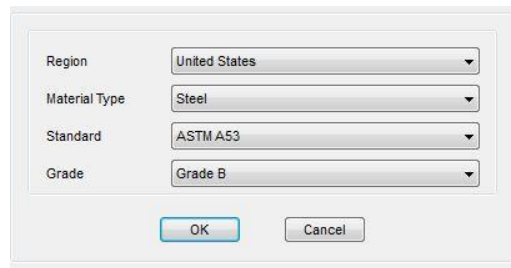 Region United States
Material Type Steel
Standard ASTM A53
Grade Grade B
OK Cancel